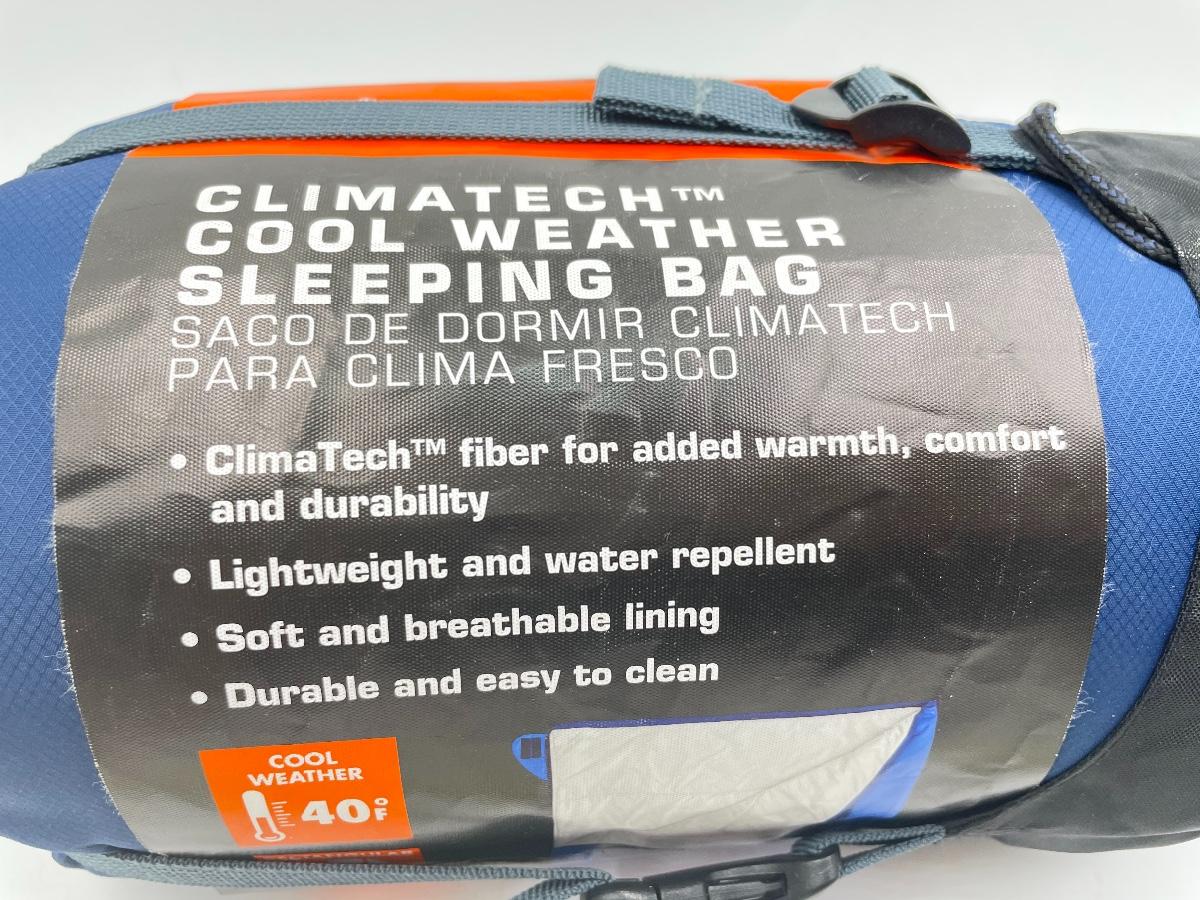 CLIMATECH™
COOL WEATHER
SLEEPING BAG
SACO DE DORMIR CLIMATECH
PARA CLIMA FRESCO
• ClimaTech™ fiber for added warmth, comfort
and durability
• Lightweight and water repellent
• Soft and breathable lining
• Durable and easy to clean
COOL
WEATHER
40°F